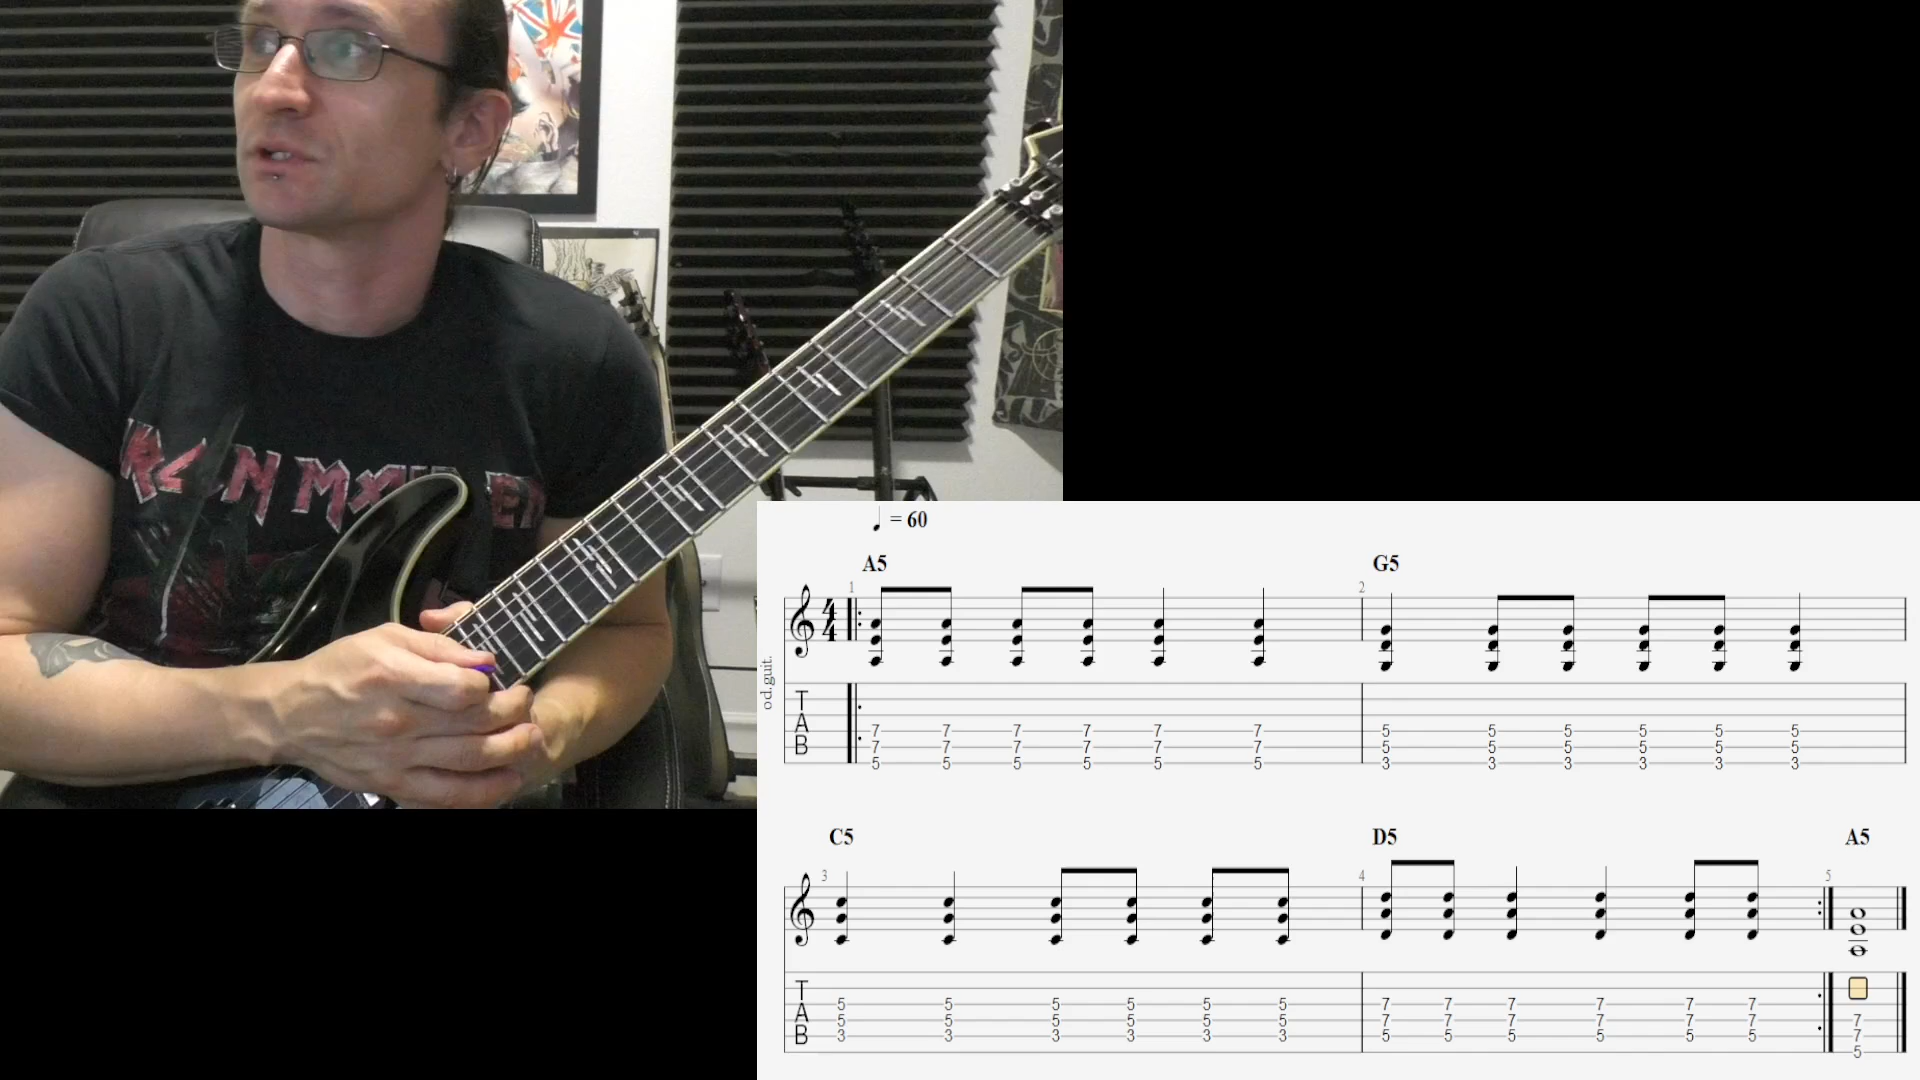 IRON MAIDEN
♩ = 60
A5 G5
1 2
4
4
od.guit.
T
A
B
7 7 7 7 7 7 5 5 5 5 5 5
7 7 7 7 7 7 5 5 5 5 5 5
5 5 5 5 5 5 3 3 3 3 3 3
C5 D5 A5
3 4 5
T
A
B
5 5 5 5 5 5 7 7 7 7 7 7
5 5 5 5 5 5 7 7 7 7 7 7 7
3 3 3 3 3 3 5 5 5 5 5 5 7
5